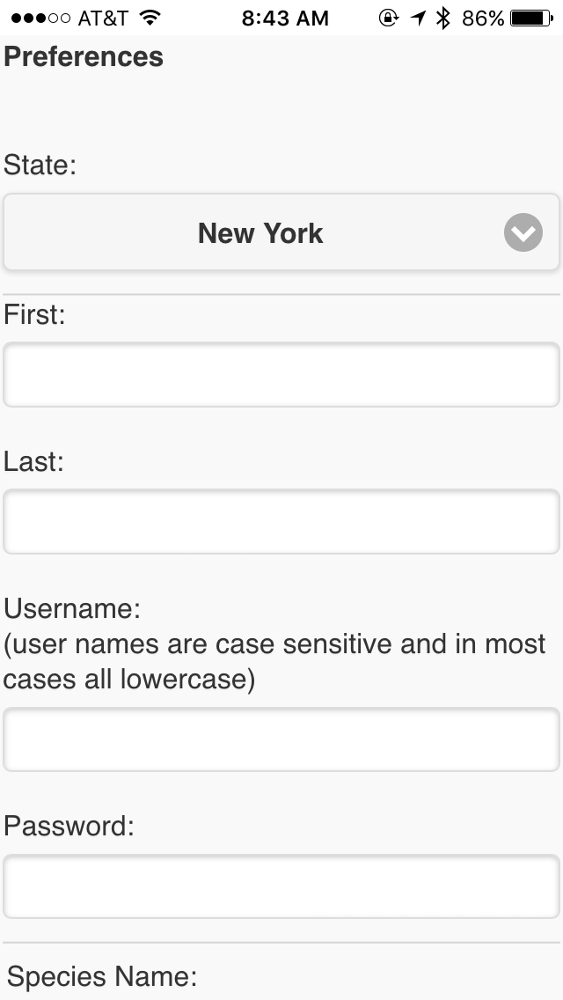 AT&T 8:43 AM 86%
Preferences
State:
New York
First:
Last:
Username:
(user names are case sensitive and in most
cases all lowercase)
Password:
Species Name: